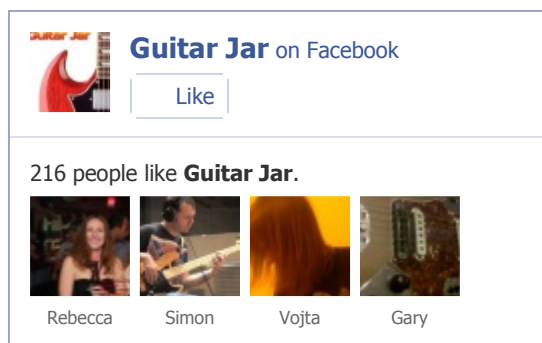 Guitar Jar
Guitar Jar on Facebook
Like
216 people like Guitar Jar.
Rebecca Simon Vojta Gary